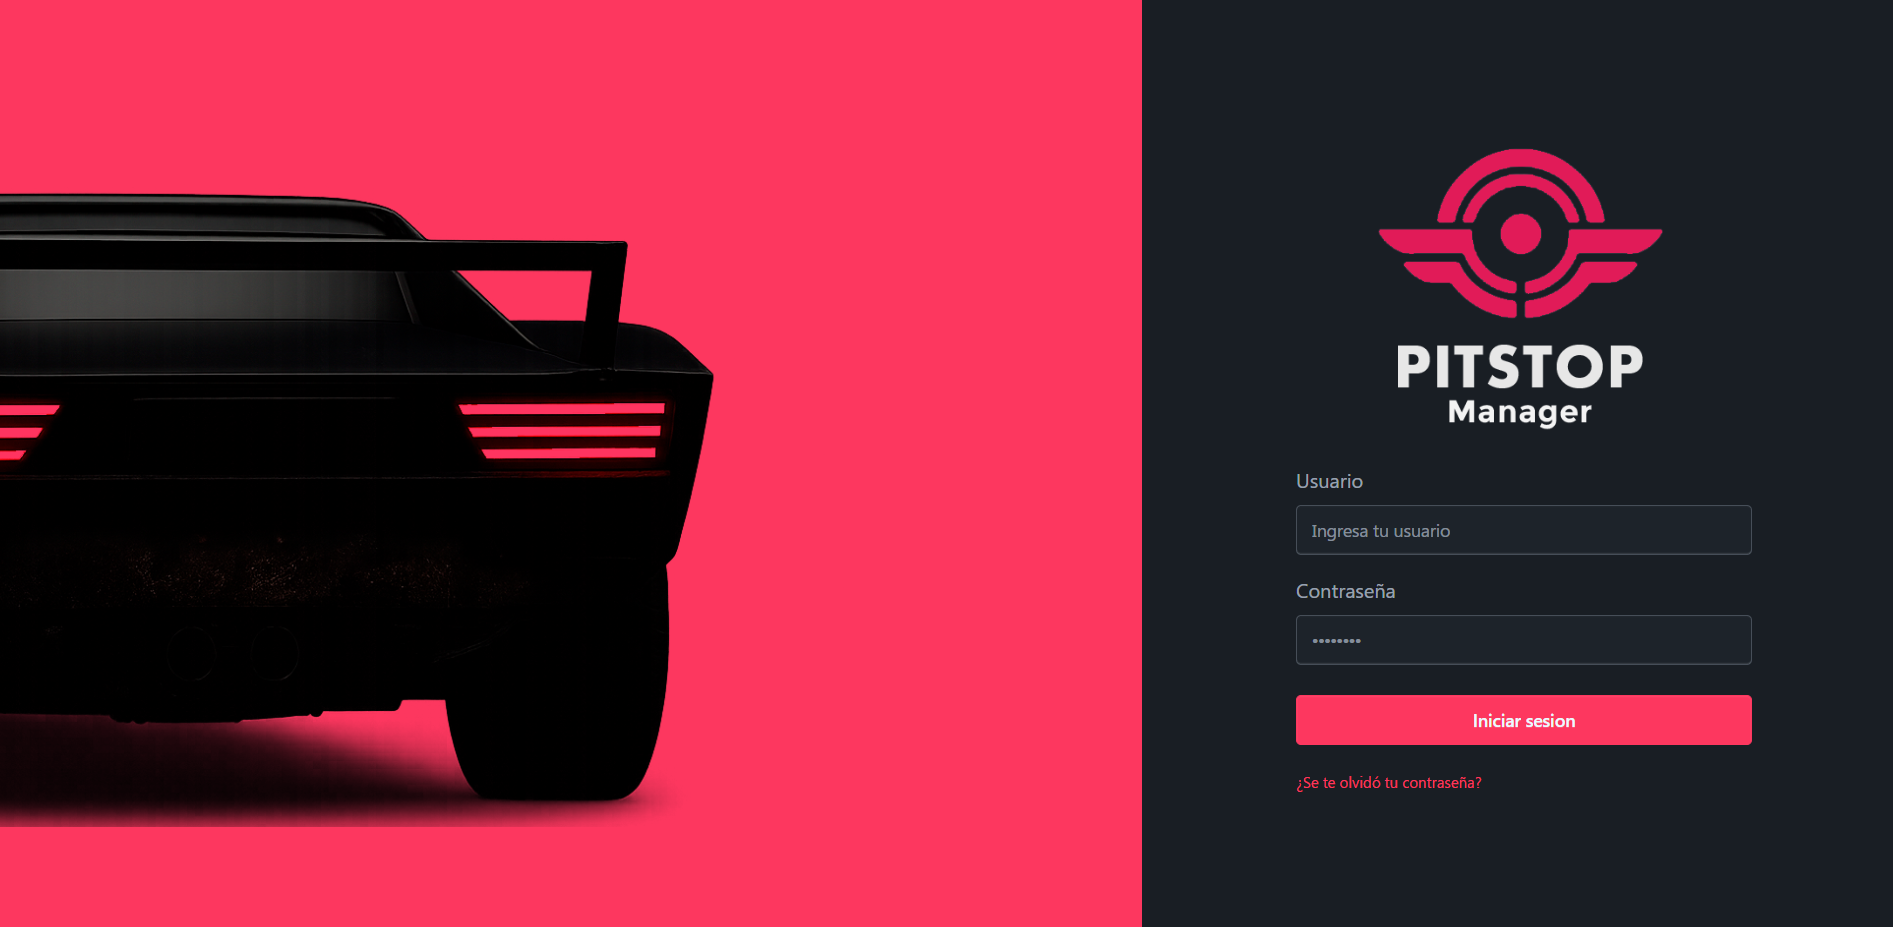 PITSTOP
Manager
Usuario
Ingresa tu usuario
Contraseña
••••••••
Iniciar sesion
¿Se te olvidó tu contraseña?